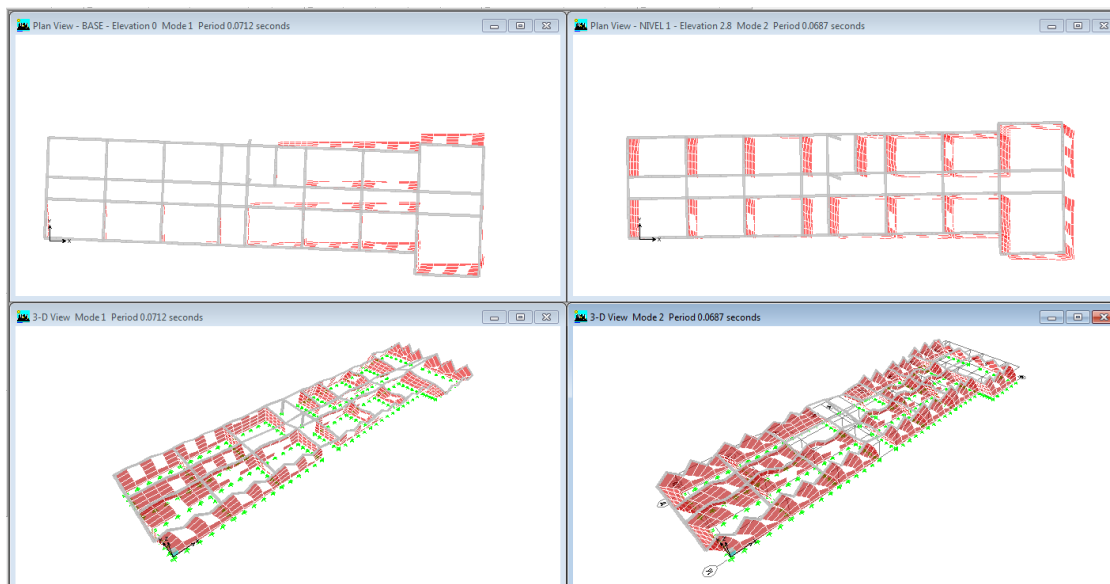 Plan View - BASE - Elevation 0 Mode 1 Period 0.0712 seconds
Plan View - NIVEL 1 - Elevation 2.8 Mode 2 Period 0.0687 seconds
X
X
3-D View Mode 1 Period 0.0712 seconds
3-D View Mode 2 Period 0.0687 seconds